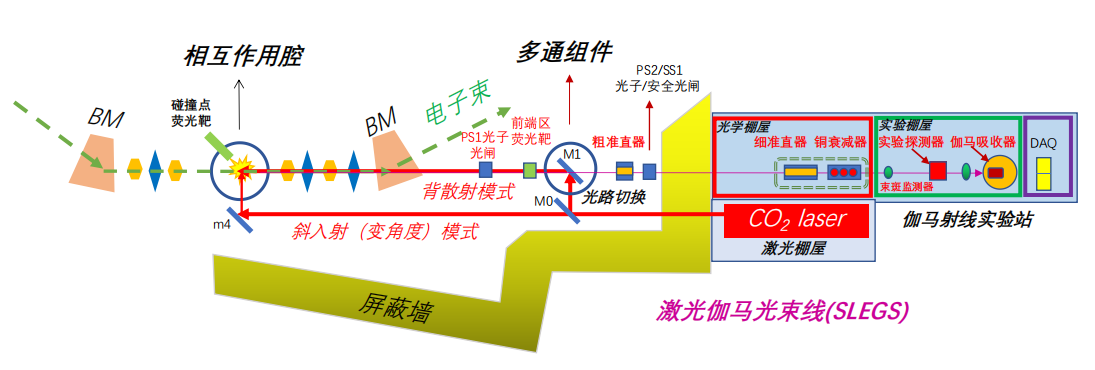 相互作用腔
多通组件
BM
碰撞点
荧光靶
BM
电子束
PS1光子
光闸
前端区
荧光靶
M1
粗准直器
PS2/SS1
光子/安全光闸
光学棚屋
细准直器
铜衰减器
实验棚屋
实验探测器
伽马吸收器
束斑监测器
DAQ
背散射模式
M0
光路切换
m4
斜入射（变角度）模式
CO₂ laser
激光棚屋
伽马射线实验站
屏蔽墙
激光伽马光束线(SLEGS)